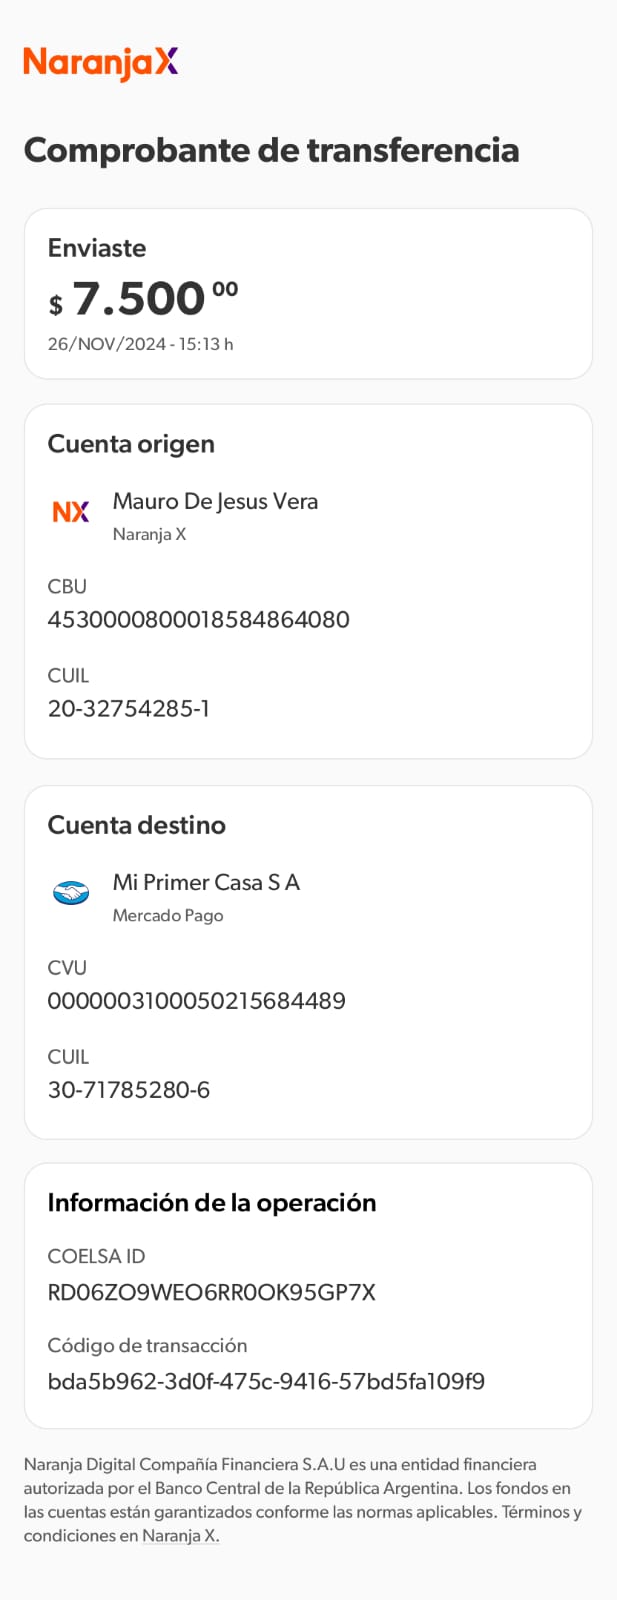 NaranjaX
Comprobante de transferencia
Enviaste
$ 7.500 00
26/NOV/2024 - 15:13 h
Cuenta origen
NX
Mauro De Jesus Vera
Naranja X
CBU
4530000800018584864080
CUIL
20-32754285-1
Cuenta destino
Mi Primer Casa S A
Mercado Pago
CVU
0000003100050215684489
CUIL
30-71785280-6
Información de la operación
COELSA ID
RD06ZO9WEO6RR0OK95GP7X
Código de transacción
bda5b962-3d0f-475c-9416-57bd5fa109f9
Naranja Digital Compañía Financiera S.A.U es una entidad financiera
autorizada por el Banco Central de la República Argentina. Los fondos en
las cuentas están garantizados conforme las normas aplicables. Términos y
condiciones en Naranja X.